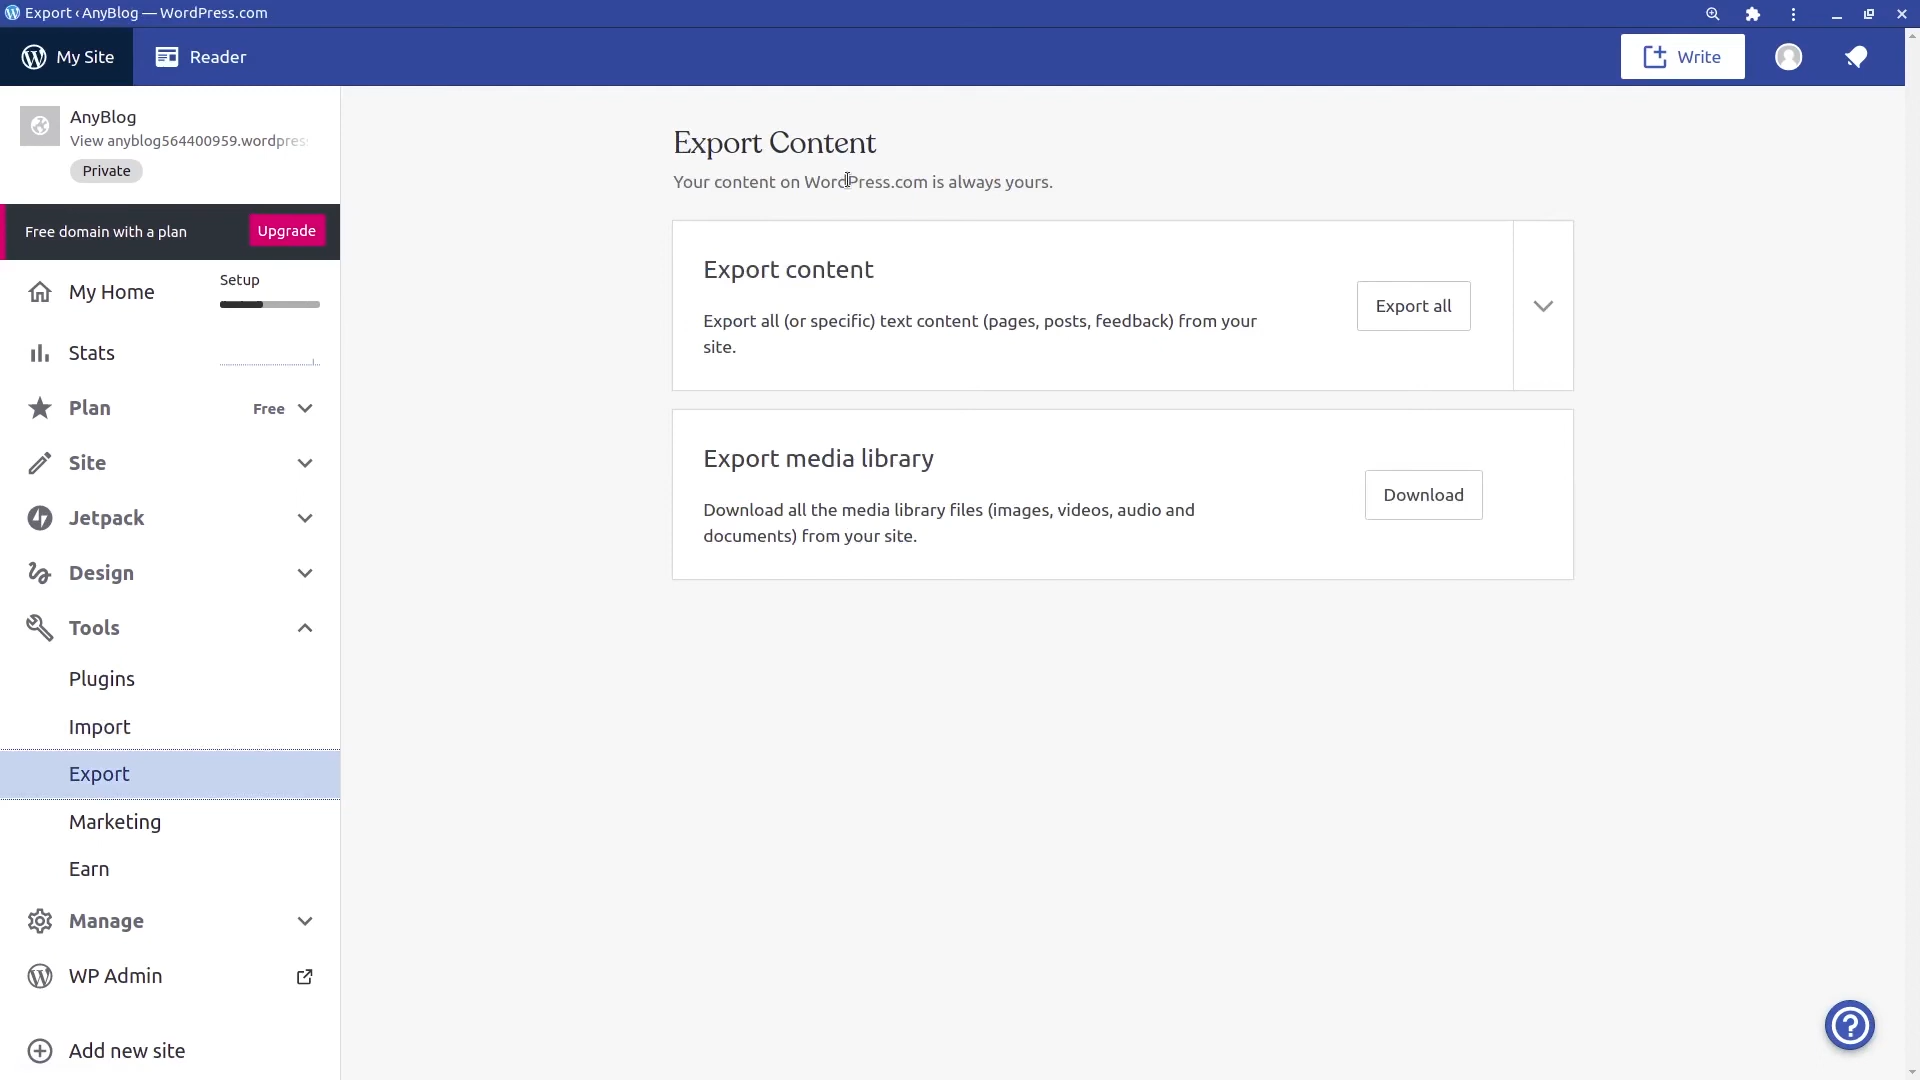 Export ‹ AnyBlog — WordPress.com
My Site
Reader
Write
AnyBlog
View anyblog564400959.wordpres
Private
Free domain with a plan
Upgrade
My Home
Setup
Stats
Plan
Free
Site
Jetpack
Design
Tools
Plugins
Import
Export
Marketing
Earn
Manage
WP Admin
Add new site
Export Content
Your content on WordPress.com is always yours.
Export content
Export all (or specific) text content (pages, posts, feedback) from your
site.
Export all
Export media library
Download all the media library files (images, videos, audio and
documents) from your site.
Download